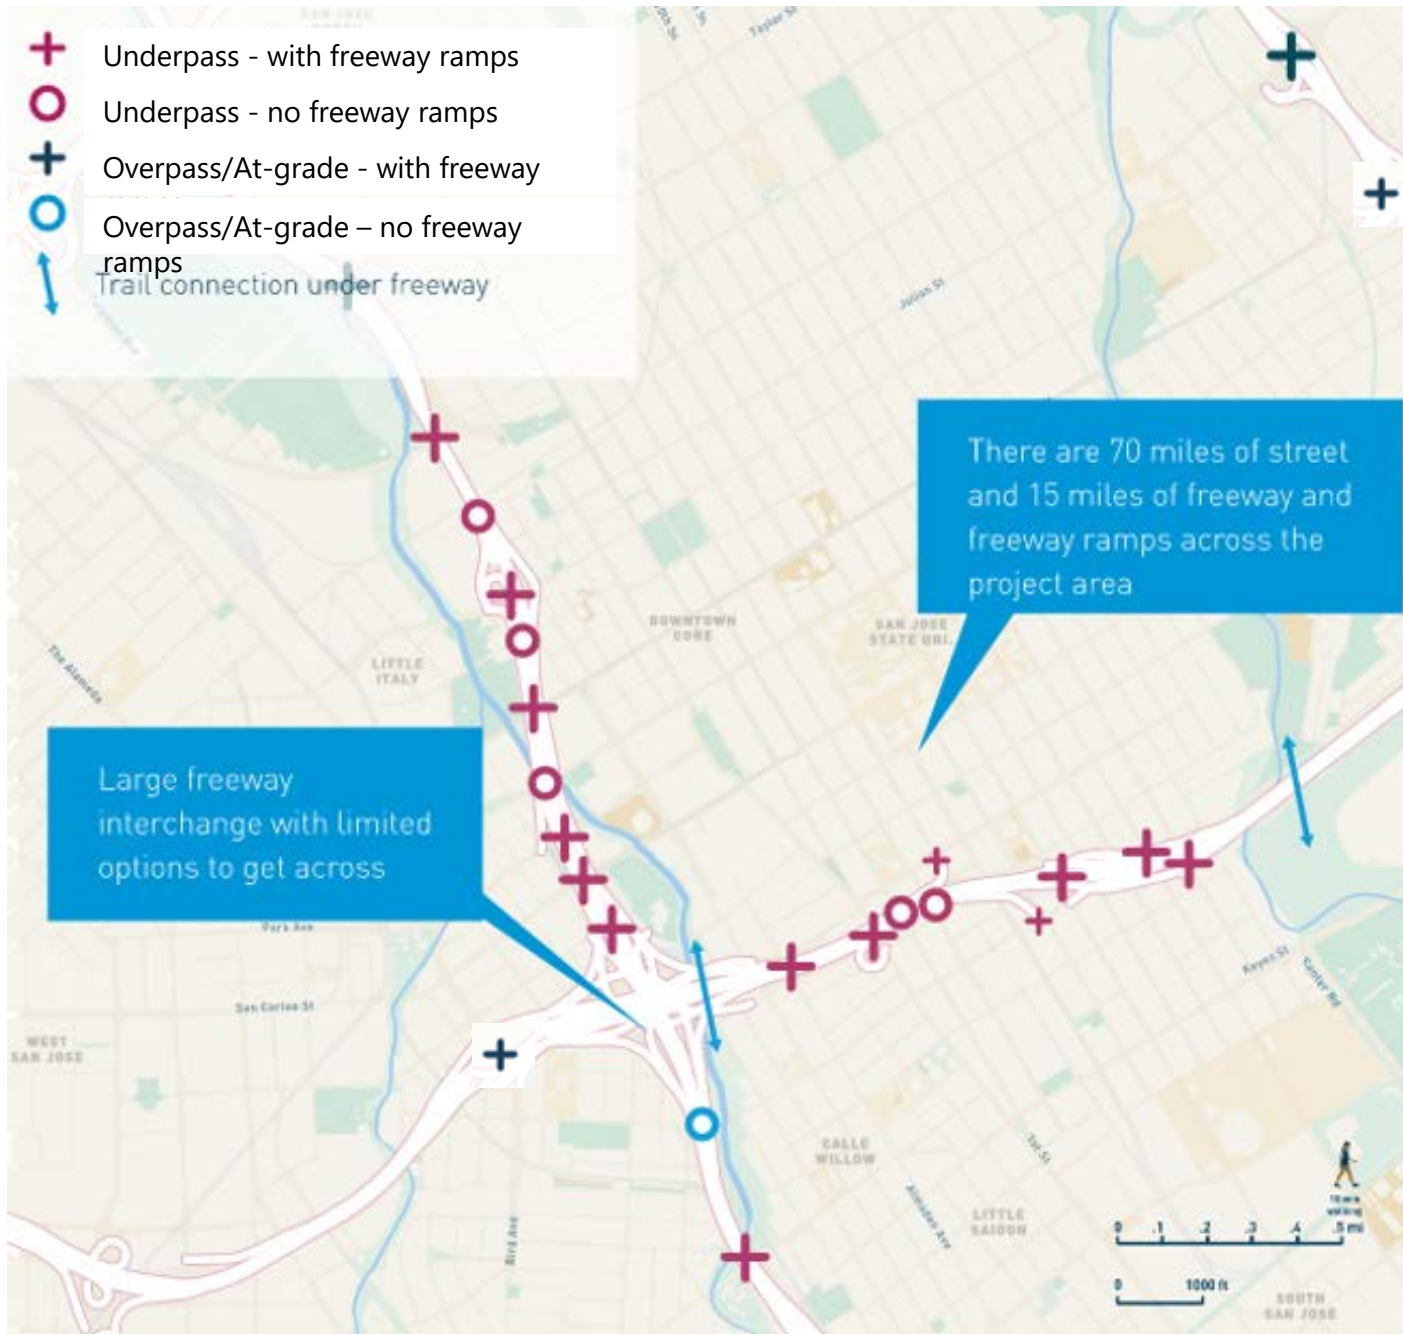 Underpass - with freeway ramps
Underpass - no freeway ramps
Overpass/At-grade - with freeway
Overpass/At-grade – no freeway
ramps
Trail connection under freeway
Taylor St
Julian St
There are 70 miles of street
and 15 miles of freeway and
freeway ramps across the
project area
DOWNTOWN
CORE
SAN JOSE
STATE UNI.
LITTLE
ITALY
The Alameda
Large freeway
interchange with limited
options to get across
Park Ave
San Carlos St
WEST
SAN JOSE
Keyes St
Senter Rd
CALLE
WILLOW
1st St
Almaden Ave
LITTLE
SAIGON
Bird Ave
10 min
walking
0 .1 .2 .3 .4 .5 mi
0 1000 ft
SOUTH
SAN JOSE